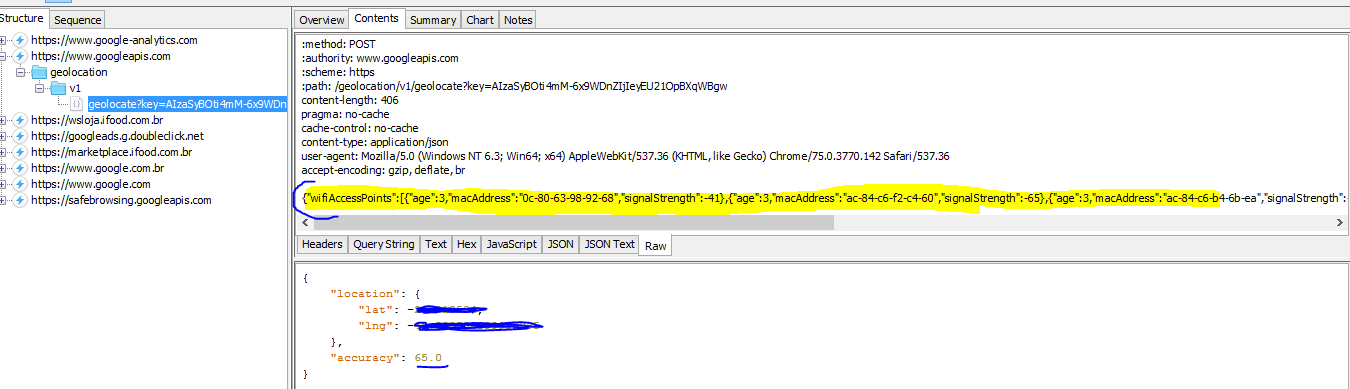 Structure Sequence
https://www.google-analytics.com
https://www.googleapis.com
geolocation
v1
geolocate?key=AIzaSyBOti4mM-6x9WDn
https://wsloja.ifood.com.br
https://googleads.g.doubleclick.net
https://marketplace.ifood.com.br
https://www.google.com.br
https://www.google.com
https://safebrowsing.googleapis.com
Overview Contents Summary Chart Notes
:method: POST
:authority: www.googleapis.com
:scheme: https
:path: /geolocation/v1/geolocate?key=AIzaSyBOti4mM-6x9WDnZIjIeyEU21OpBXqWBgw
content-length: 406
pragma: no-cache
cache-control: no-cache
content-type: application/json
user-agent: Mozilla/5.0 (Windows NT 6.3; Win64; x64) AppleWebKit/537.36 (KHTML, like Gecko) Chrome/75.0.3770.142 Safari/537.36
accept-encoding: gzip, deflate, br
{"wifiAccessPoints":[{"age":3,"macAddress":"0c-80-63-98-92-68","signalStrength":-41},{"age":3,"macAddress":"ac-84-c6-f2-c4-60","signalStrength":-65},{"age":3,"macAddress":"ac-84-c6-b4-6b-ea","signalStrength":-
Headers Query String Text Hex JavaScript JSON JSON Text Raw
{
"location": {
"lat": -
"lng": -
},
"accuracy": 65.0
}